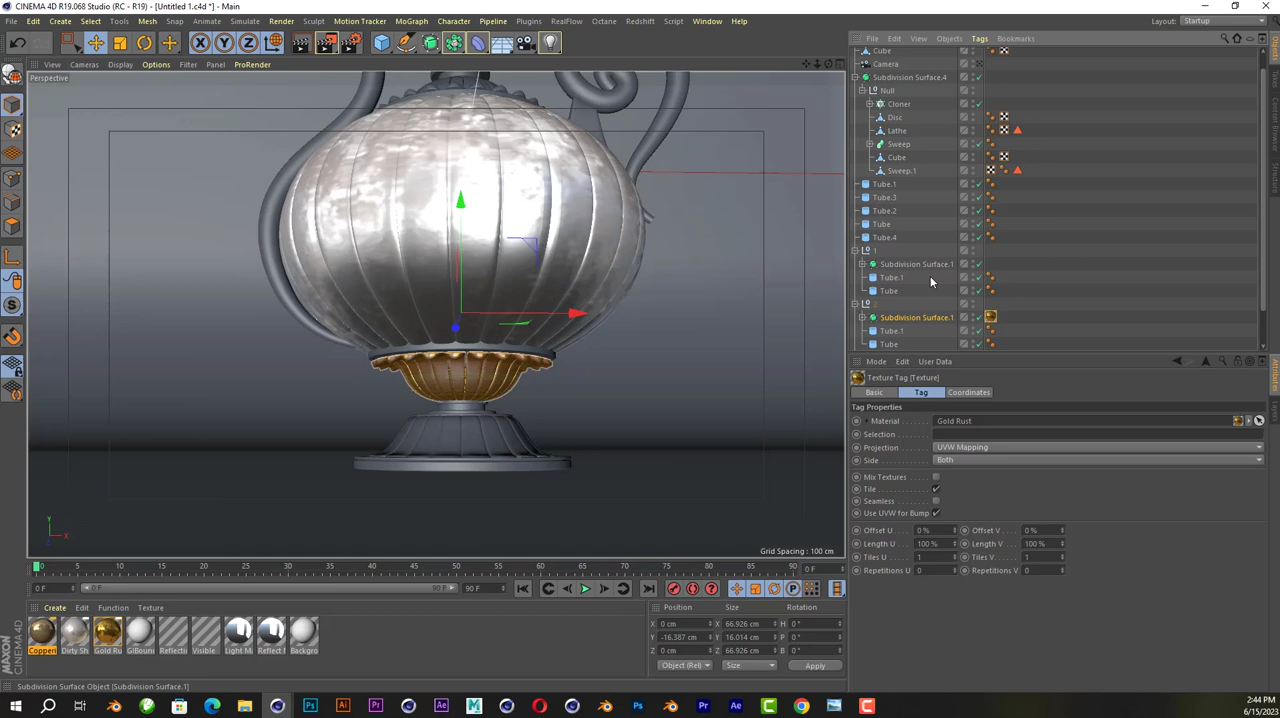 CINEMA 4D R19.068 Studio (RC - R19) - [Untitled 1.c4d *] - Main
File Edit Create Select Tools Mesh Snap Animate Simulate Render Sculpt Motion Tracker MoGraph Character Pipeline Plugins RealFlow Octane Redshift Script Window Help
Layout: Startup
File Edit View Objects Tags Bookmarks
View Cameras Display Options Filter Panel ProRender
Perspective
Cube
Camera
Subdivision Surface.4
Null
Cloner
Disc
Lathe
Sweep
Cube
Sweep.1
Tube.1
Tube.3
Tube.2
Tube
Tube.4
1
Subdivision Surface.1
Tube.1
Tube
2
Subdivision Surface.1
Tube.1
Tube
Mode Edit User Data
Texture Tag [Texture]
Basic Tag Coordinates
Tag Properties
Material Gold Rust
Selection
Projection UVW Mapping
Side Both
Mix Textures
Tile
Seamless
Use UVW for Bump
Offset U 0 % Offset V 0 %
Length U 100 % Length V 100 %
Tiles U 1 Tiles V 1
Repetitions U 0 Repetitions V 0
Objects
Attributes
Y
X
Z
Grid Spacing : 100 cm
0 5 10 15 20 25 30 35 40 45 50 55 60 65 70 75 80 85 90 0 F
0 F 0 F 90 F 90 F
Create Edit Function Texture
Copperi Dirty Sh Gold Ru GIBoun Reflecti Visible Light M Reflect M Backgro
Position Size Rotation
X 0 cm X 66.926 cm H 0 °
Y -16.387 cm Y 16.014 cm P 0 °
Z 0 cm Z 66.926 cm B 0 °
Object (Rel) Size Apply
MAXON CINEMA 4D
Subdivision Surface Object [Subdivision Surface.1]
2:44 PM
6/15/2023